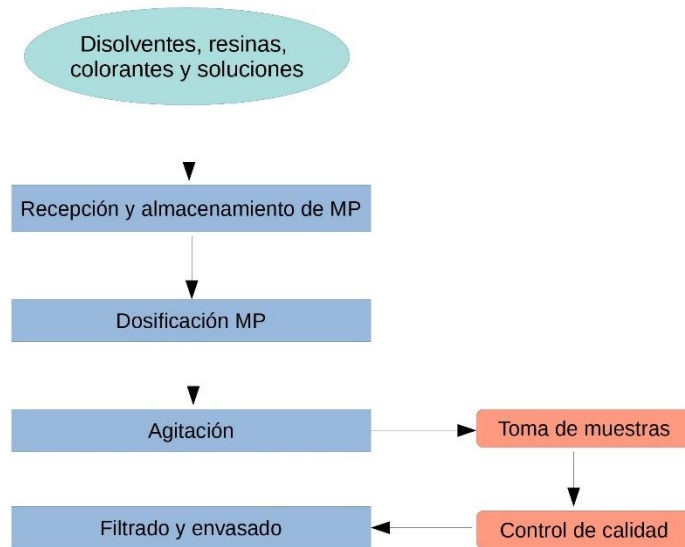 Disolventes, resinas,
colorantes y soluciones
Recepción y almacenamiento de MP
Dosificación MP
Agitación
Toma de muestras
Filtrado y envasado
Control de calidad